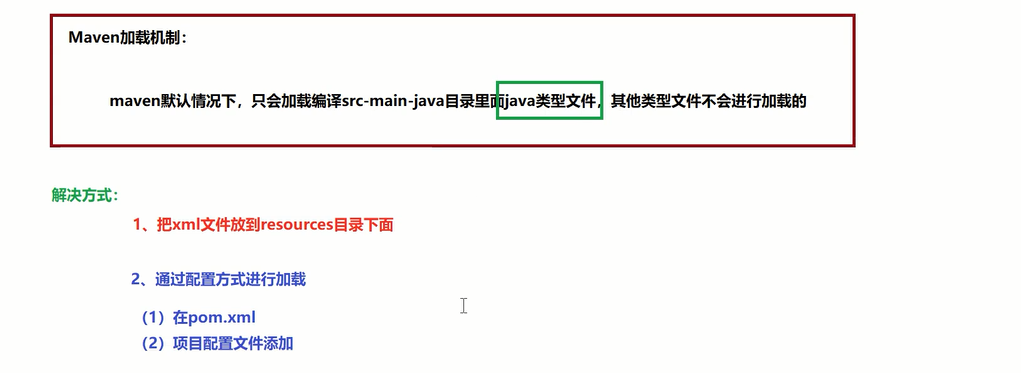 Maven加载机制：
maven默认情况下，只会加载编译src-main-java目录里面java类型文件，其他类型文件不会进行加载的
解决方式：
1、把xml文件放到resources目录下面
2、通过配置方式进行加载
（1）在pom.xml
（2）项目配置文件添加